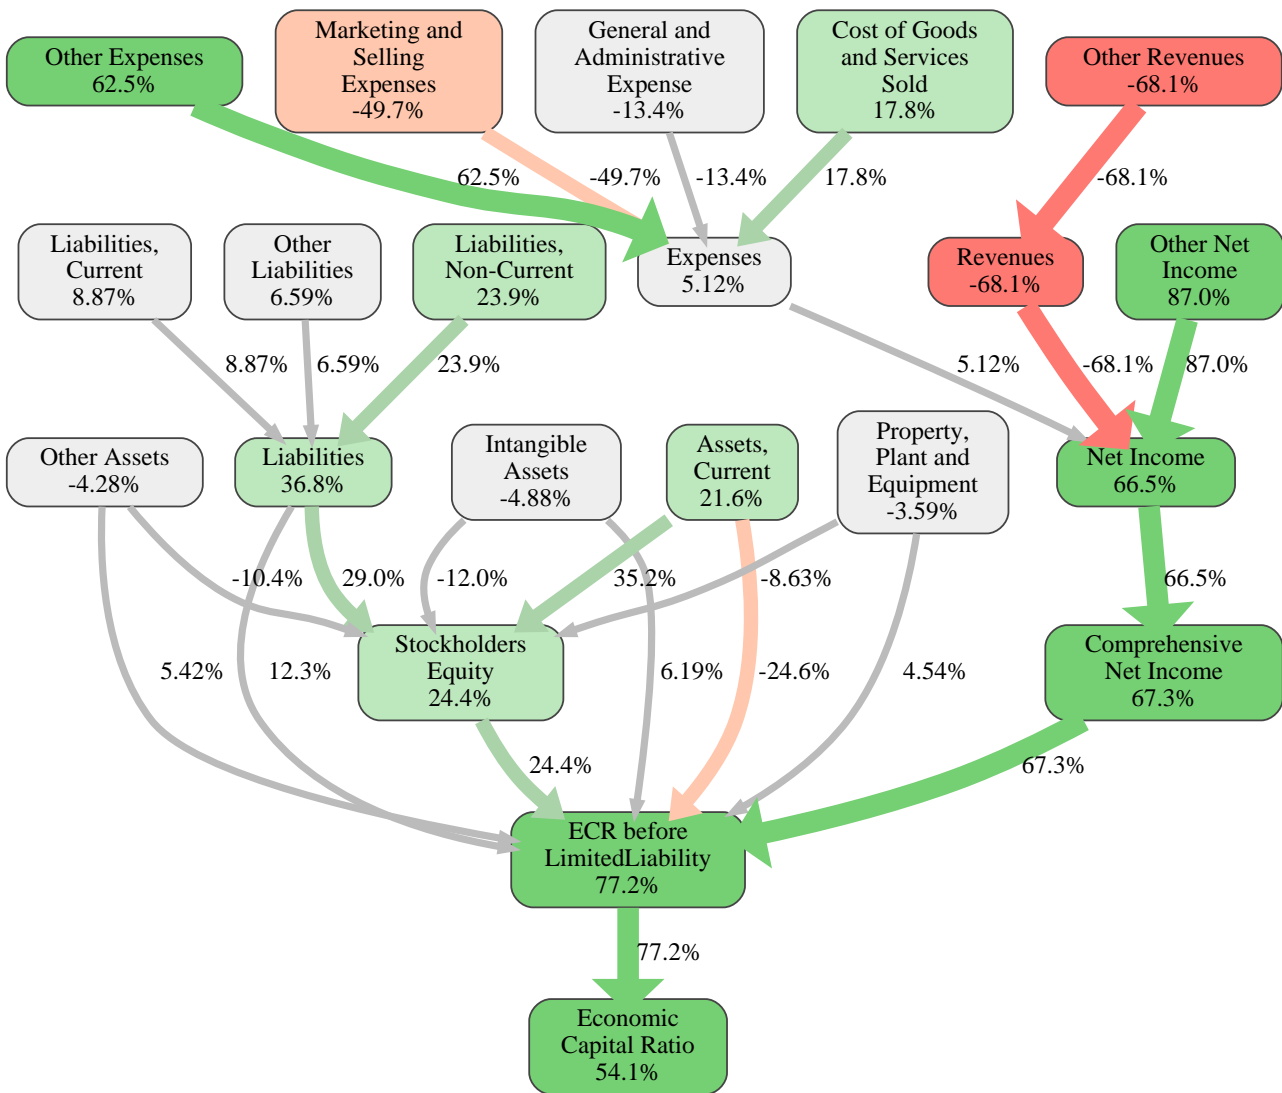 Other Expenses
62.5%
Marketing and
Selling
Expenses
-49.7%
General and
Administrative
Expense
-13.4%
Cost of Goods
and Services
Sold
17.8%
Other Revenues
-68.1%
62.5%
-49.7%
-13.4%
17.8%
-68.1%
Liabilities,
Current
8.87%
Other
Liabilities
6.59%
Liabilities,
Non-Current
23.9%
Expenses
5.12%
Revenues
-68.1%
Other Net
Income
87.0%
8.87%
6.59%
23.9%
5.12%
-68.1%
87.0%
Other Assets
-4.28%
Liabilities
36.8%
Intangible
Assets
-4.88%
Assets,
Current
21.6%
Property,
Plant and
Equipment
-3.59%
Net Income
66.5%
-10.4%
29.0%
-12.0%
35.2%
-8.63%
66.5%
Stockholders
Equity
24.4%
Comprehensive
Net Income
67.3%
5.42%
12.3%
6.19%
-24.6%
4.54%
24.4%
67.3%
ECR before
LimitedLiability
77.2%
77.2%
Economic
Capital Ratio
54.1%